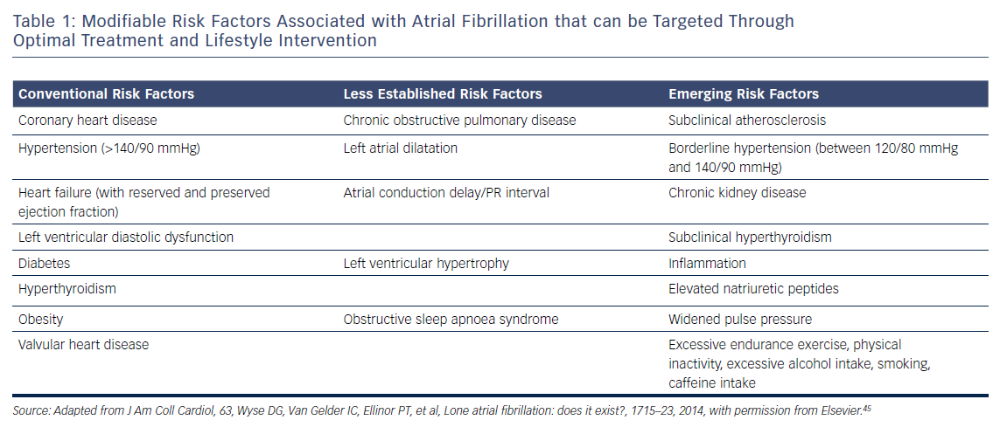 Table 1: Modifiable Risk Factors Associated with Atrial Fibrillation that can be Targeted Through
Optimal Treatment and Lifestyle Intervention
Conventional Risk Factors Less Established Risk Factors Emerging Risk Factors
Coronary heart disease Chronic obstructive pulmonary disease Subclinical atherosclerosis
Hypertension (>140/90 mmHg) Left atrial dilatation Borderline hypertension (between 120/80 mmHg
and 140/90 mmHg)
Heart failure (with reserved and preserved Atrial conduction delay/PR interval Chronic kidney disease
ejection fraction)
Left ventricular diastolic dysfunction Subclinical hyperthyroidism
Diabetes Left ventricular hypertrophy Inflammation
Hyperthyroidism Elevated natriuretic peptides
Obesity Obstructive sleep apnoea syndrome Widened pulse pressure
Valvular heart disease Excessive endurance exercise, physical
inactivity, excessive alcohol intake, smoking,
caffeine intake
Source: Adapted from J Am Coll Cardiol, 63, Wyse DG, Van Gelder IC, Ellinor PT, et al, Lone atrial fibrillation: does it exist?, 1715–23, 2014, with permission from Elsevier.45